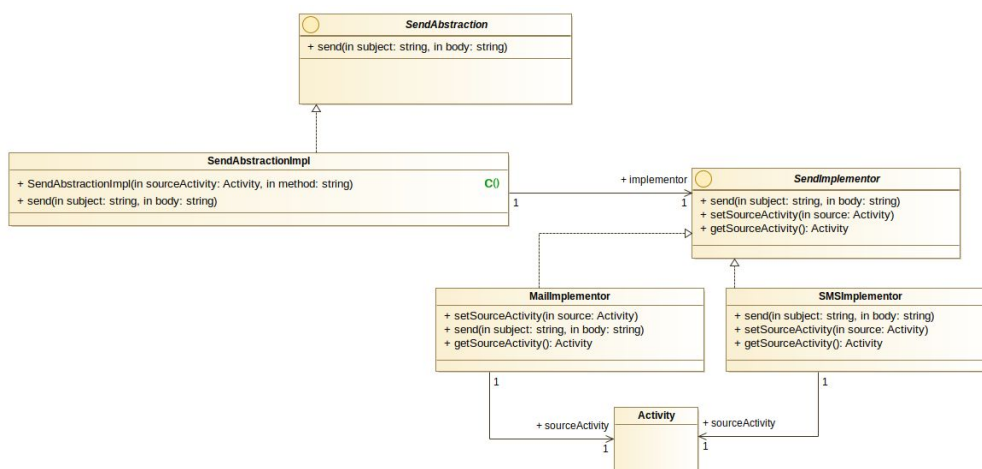 SendAbstraction
+ send(in subject: string, in body: string)
SendAbstractionImpl
+ SendAbstractionImpl(in sourceActivity: Activity, in method: string) C()
+ send(in subject: string, in body: string)
1
+ implementor
1
SendImplementor
+ send(in subject: string, in body: string)
+ setSourceActivity(in source: Activity)
+ getSourceActivity(): Activity
MailImplementor
+ setSourceActivity(in source: Activity)
+ send(in subject: string, in body: string)
+ getSourceActivity(): Activity
SMSImplementor
+ send(in subject: string, in body: string)
+ setSourceActivity(in source: Activity)
+ getSourceActivity(): Activity
1
1
+ sourceActivity
1
Activity
+ sourceActivity
1